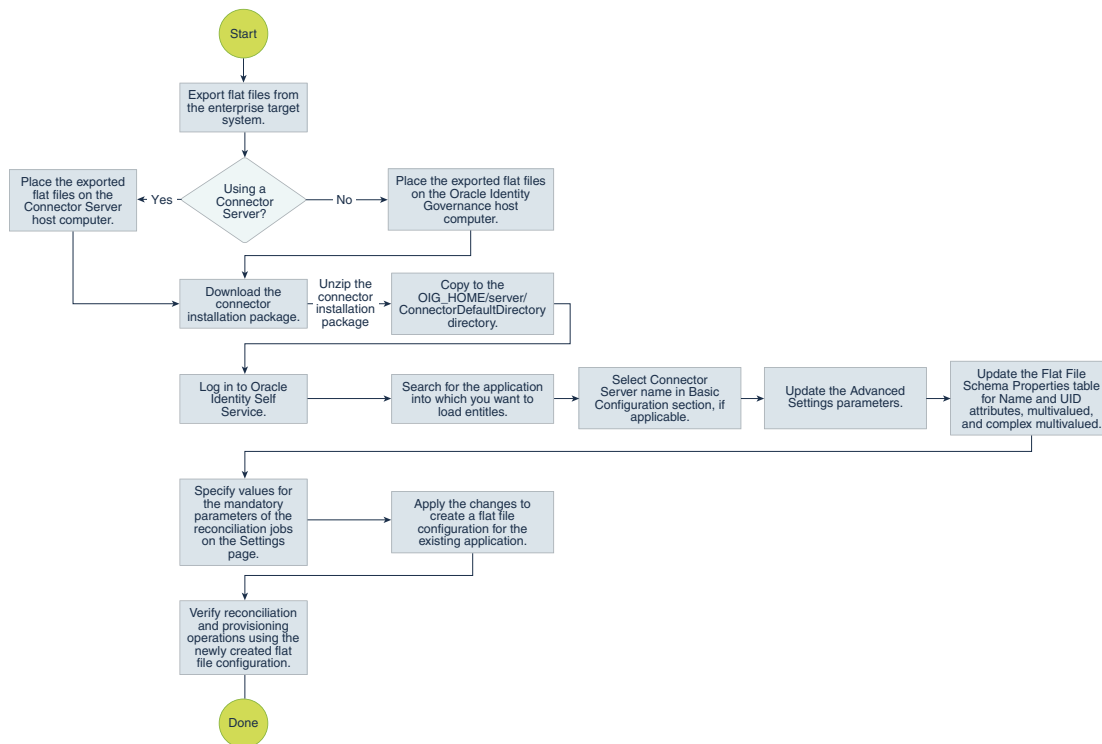 Start
Export flat files from
the enterprise target
system.
Using a
Connector
Server?
Yes
No
Place the exported
flat files on the
Connector Server
host computer.
Place the exported flat files
on the Oracle Identity
Governance host
computer.
Download the
connector
installation package.
Unzip the
connector
installation
package
Copy to the
OIG_HOME/server/
ConnectorDefaultDirectory
directory.
Log in to Oracle
Identity Self
Service.
Search for the application
into which you want to
load entitles.
Select Connector
Server name in Basic
Configuration section, if
applicable.
Update the Advanced
Settings parameters.
Update the Flat File
Schema Properties table
for Name and UID
attributes, multivalued,
and complex multivalued.
Specify values for
the mandatory
parameters of the
reconciliation jobs
on the Settings
page.
Apply the changes to
create a flat file
configuration for the
existing application.
Verify reconciliation
and provisioning
operations using the
newly created flat
file configuration.
Done